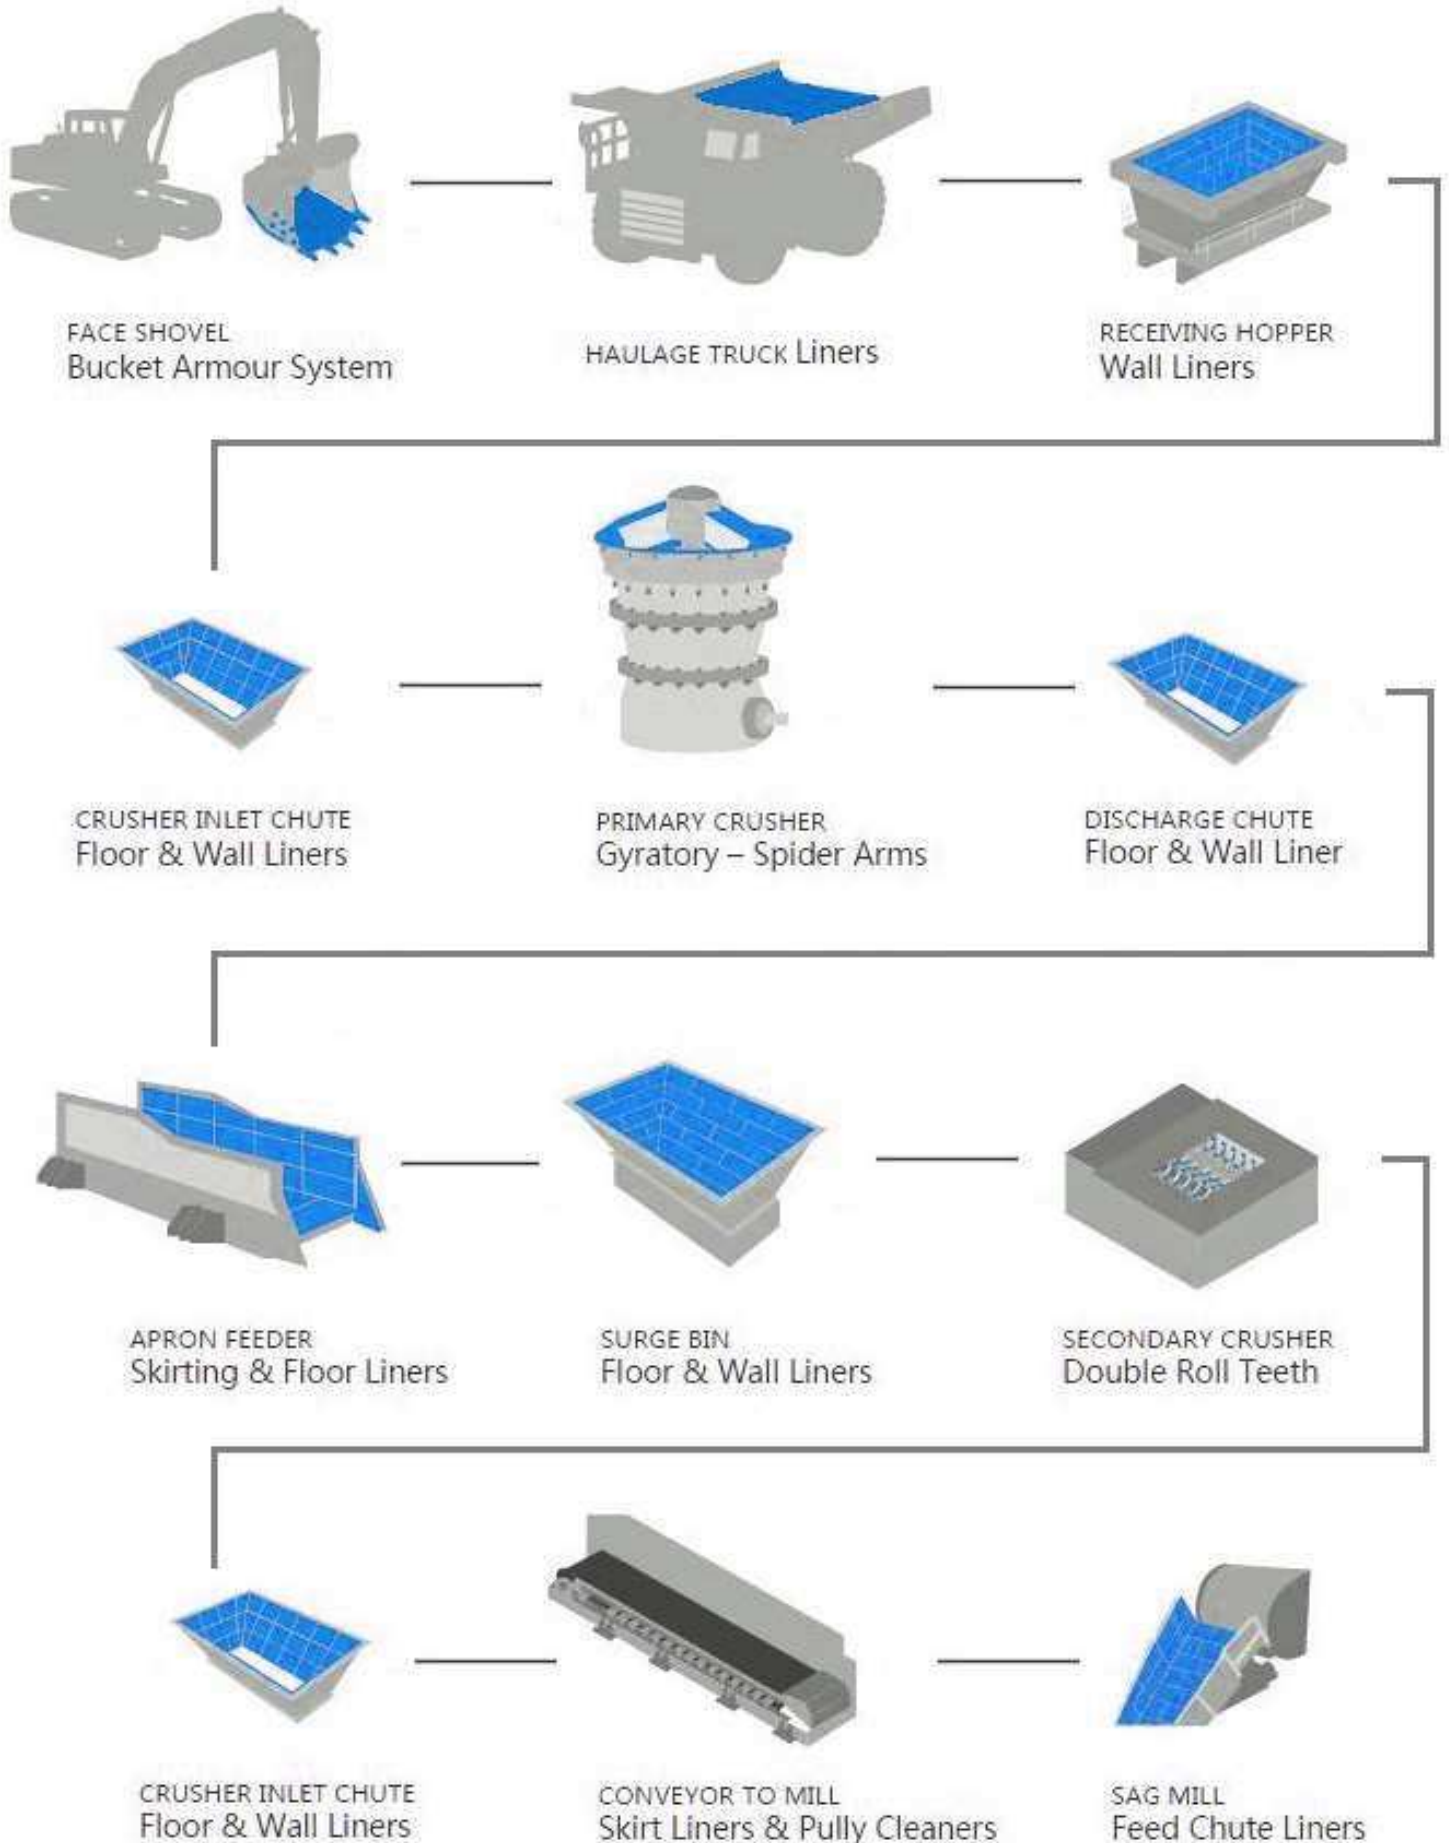 FACE SHOVEL
Bucket Armour System
HAULAGE TRUCK Liners
RECEIVING HOPPER
Wall Liners
CRUSHER INLET CHUTE
Floor & Wall Liners
PRIMARY CRUSHER
Gyratory – Spider Arms
DISCHARGE CHUTE
Floor & Wall Liner
APRON FEEDER
Skirting & Floor Liners
SURGE BIN
Floor & Wall Liners
SECONDARY CRUSHER
Double Roll Teeth
CRUSHER INLET CHUTE
Floor & Wall Liners
CONVEYOR TO MILL
Skirt Liners & Pully Cleaners
SAG MILL
Feed Chute Liners